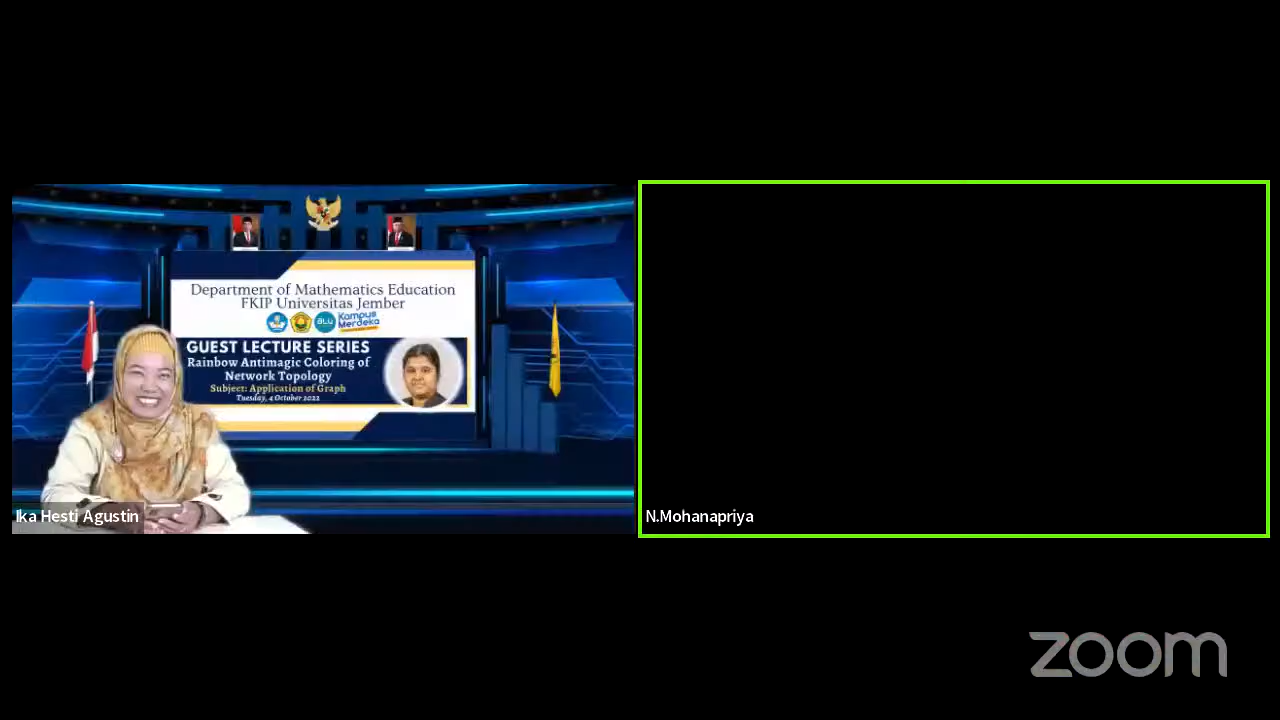 Department of Mathematics Education
FKIP Universitas Jember
BLU
Kampus
Merdeka
GUEST LECTURE SERIES
Rainbow Antimagic Coloring of
Network Topology
Subject: Application of Graph
Tuesday, 4 October 2022
Ika Hesti Agustin
N.Mohanapriya
zoom